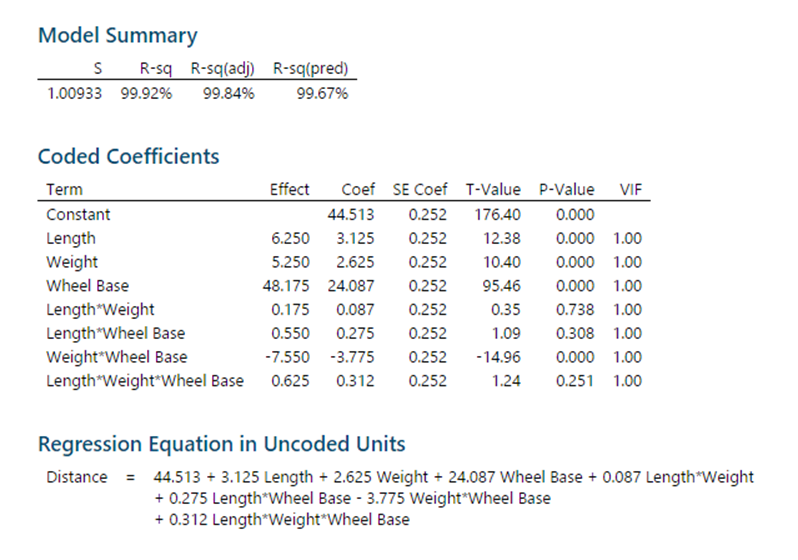 Model Summary
S R-sq R-sq(adj) R-sq(pred)
1.00933 99.92% 99.84% 99.67%
Coded Coefficients
Term Effect Coef SE Coef T-Value P-Value VIF
Constant 44.513 0.252 176.40 0.000
Length 6.250 3.125 0.252 12.38 0.000 1.00
Weight 5.250 2.625 0.252 10.40 0.000 1.00
Wheel Base 48.175 24.087 0.252 95.46 0.000 1.00
Length*Weight 0.175 0.087 0.252 0.35 0.738 1.00
Length*Wheel Base 0.550 0.275 0.252 1.09 0.308 1.00
Weight*Wheel Base -7.550 -3.775 0.252 -14.96 0.000 1.00
Length*Weight*Wheel Base 0.625 0.312 0.252 1.24 0.251 1.00
Regression Equation in Uncoded Units
Distance = 44.513 + 3.125 Length + 2.625 Weight + 24.087 Wheel Base + 0.087 Length*Weight
+ 0.275 Length*Wheel Base - 3.775 Weight*Wheel Base
+ 0.312 Length*Weight*Wheel Base